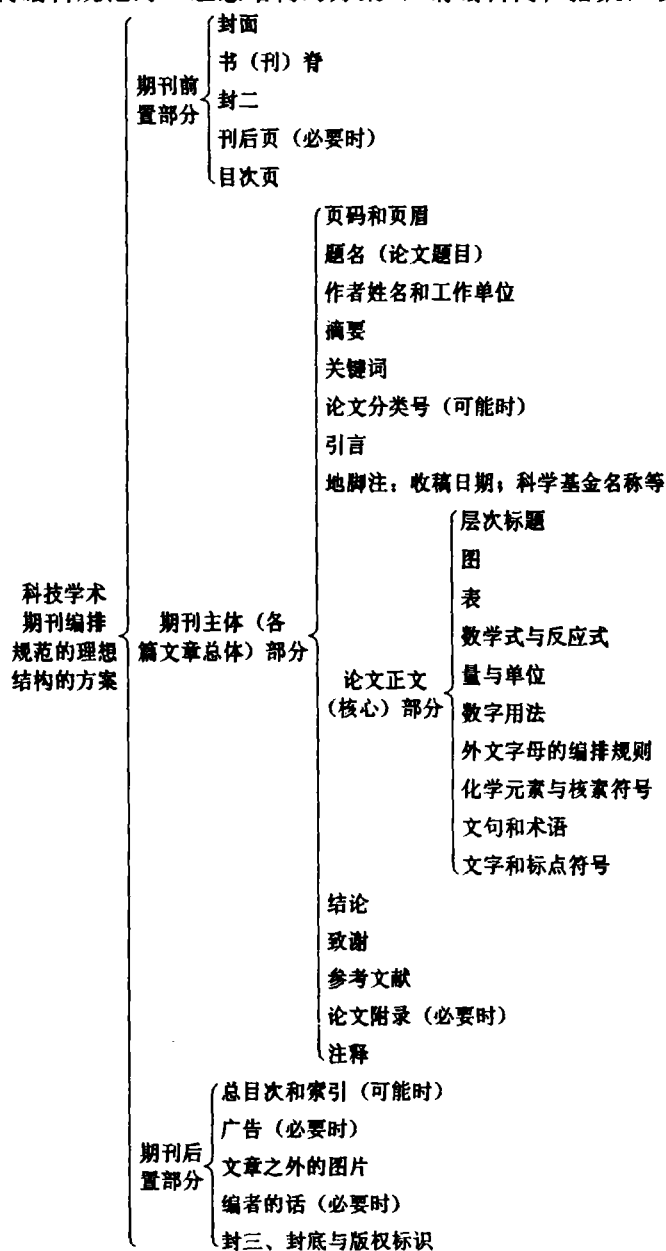 封面
书（刊）脊
期刊前
置部分
封二
刊后页（必要时）
目次页
页码和页眉
题名（论文题目）
作者姓名和工作单位
摘要
关键词
论文分类号（可能时）
引言
地脚注：收稿日期；科学基金名称等
科技学术
期刊编排
规范的理想
结构的方案
期刊主体（各
篇文章总体）部分
论文正文
（核心）部分
层次标题
图
表
数学式与反应式
量与单位
数字用法
外文字母的编排规则
化学元素与核素符号
文句和术语
文字和标点符号
结论
致谢
参考文献
论文附录（必要时）
注释
期刊后
置部分
总目次和索引（可能时）
广告（必要时）
文章之外的图片
编者的话（必要时）
封三、封底与版权标识